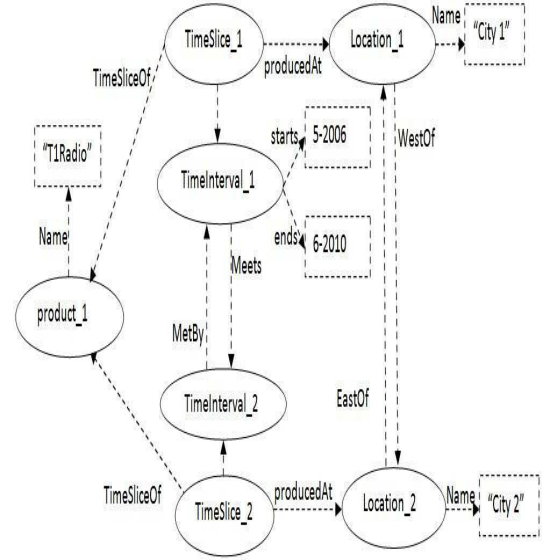 TimeSlice_1
Location_1
Name
"City 1"
producedAt
TimeSliceOf
starts
5-2006
WestOf
"T1Radio"
TimeInterval_1
Name
ends
6-2010
Meets
product_1
MetBy
TimeInterval_2
EastOf
TimeSliceOf
TimeSlice_2
producedAt
Location_2
Name
"City 2"